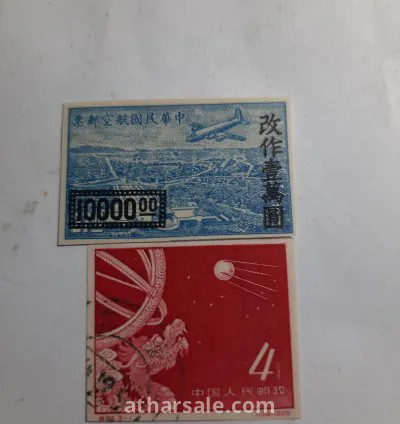 票郵空航國民華中
改作壹萬圓
10000.00
4分
中国人民邮政
atharsale.com